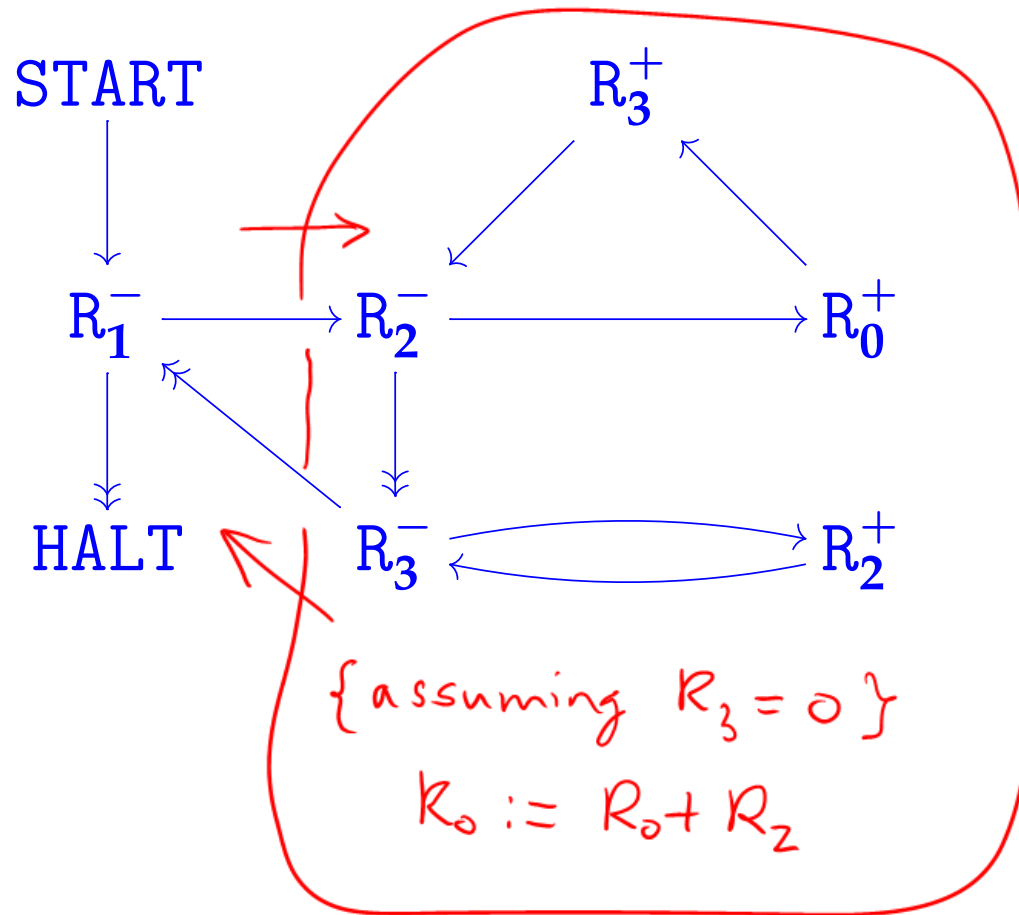 START R₃⁺
R₁⁻ R₂⁻ R₀⁺
HALT R₃⁻ R₂⁺
{assuming R₃ = 0}
R₀ := R₀ + R₂